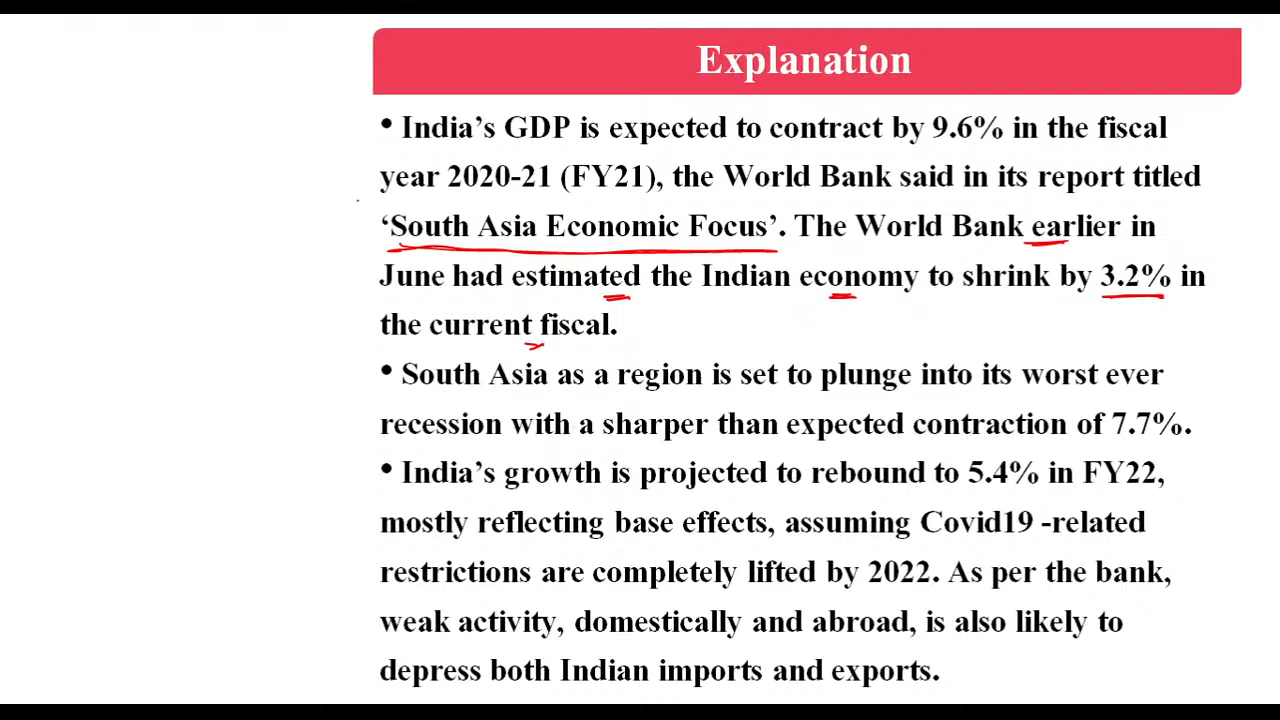 Explanation
• India’s GDP is expected to contract by 9.6% in the fiscal
year 2020-21 (FY21), the World Bank said in its report titled
‘South Asia Economic Focus’. The World Bank earlier in
June had estimated the Indian economy to shrink by 3.2% in
the current fiscal.
• South Asia as a region is set to plunge into its worst ever
recession with a sharper than expected contraction of 7.7%.
• India’s growth is projected to rebound to 5.4% in FY22,
mostly reflecting base effects, assuming Covid19 -related
restrictions are completely lifted by 2022. As per the bank,
weak activity, domestically and abroad, is also likely to
depress both Indian imports and exports.